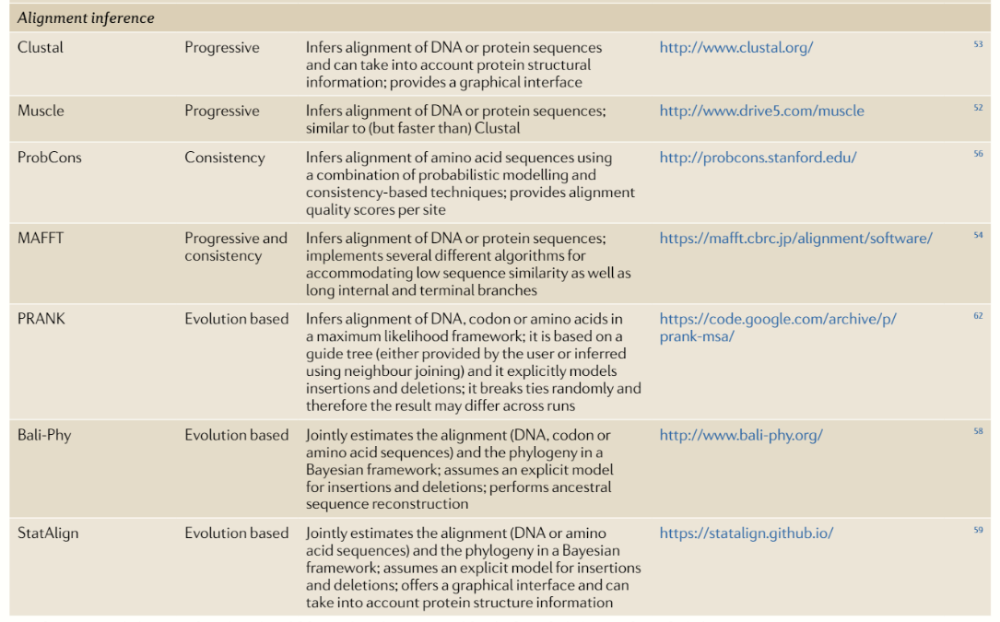 Alignment inference
Clustal Progressive Infers alignment of DNA or protein sequences http://www.clustal.org/ 53
and can take into account protein structural
information; provides a graphical interface
Muscle Progressive Infers alignment of DNA or protein sequences; http://www.drive5.com/muscle 52
similar to (but faster than) Clustal
ProbCons Consistency Infers alignment of amino acid sequences using http://probcons.stanford.edu/ 56
a combination of probabilistic modelling and
consistency-based techniques; provides alignment
quality scores per site
MAFFT Progressive and Infers alignment of DNA or protein sequences; https://mafft.cbrc.jp/alignment/software/ 54
consistency implements several different algorithms for
accommodating low sequence similarity as well as
long internal and terminal branches
PRANK Evolution based Infers alignment of DNA, codon or amino acids in https://code.google.com/archive/p/ 62
a maximum likelihood framework; it is based on a prank-msa/
guide tree (either provided by the user or inferred
using neighbour joining) and it explicitly models
insertions and deletions; it breaks ties randomly and
therefore the result may differ across runs
Bali-Phy Evolution based Jointly estimates the alignment (DNA, codon or http://www.bali-phy.org/ 58
amino acid sequences) and the phylogeny in a
Bayesian framework; assumes an explicit model
for insertions and deletions; performs ancestral
sequence reconstruction
StatAlign Evolution based Jointly estimates the alignment (DNA or amino https://statalign.github.io/ 59
acid sequences) and the phylogeny in a Bayesian
framework; assumes an explicit model for insertions
and deletions; offers a graphical interface and can
take into account protein structure information